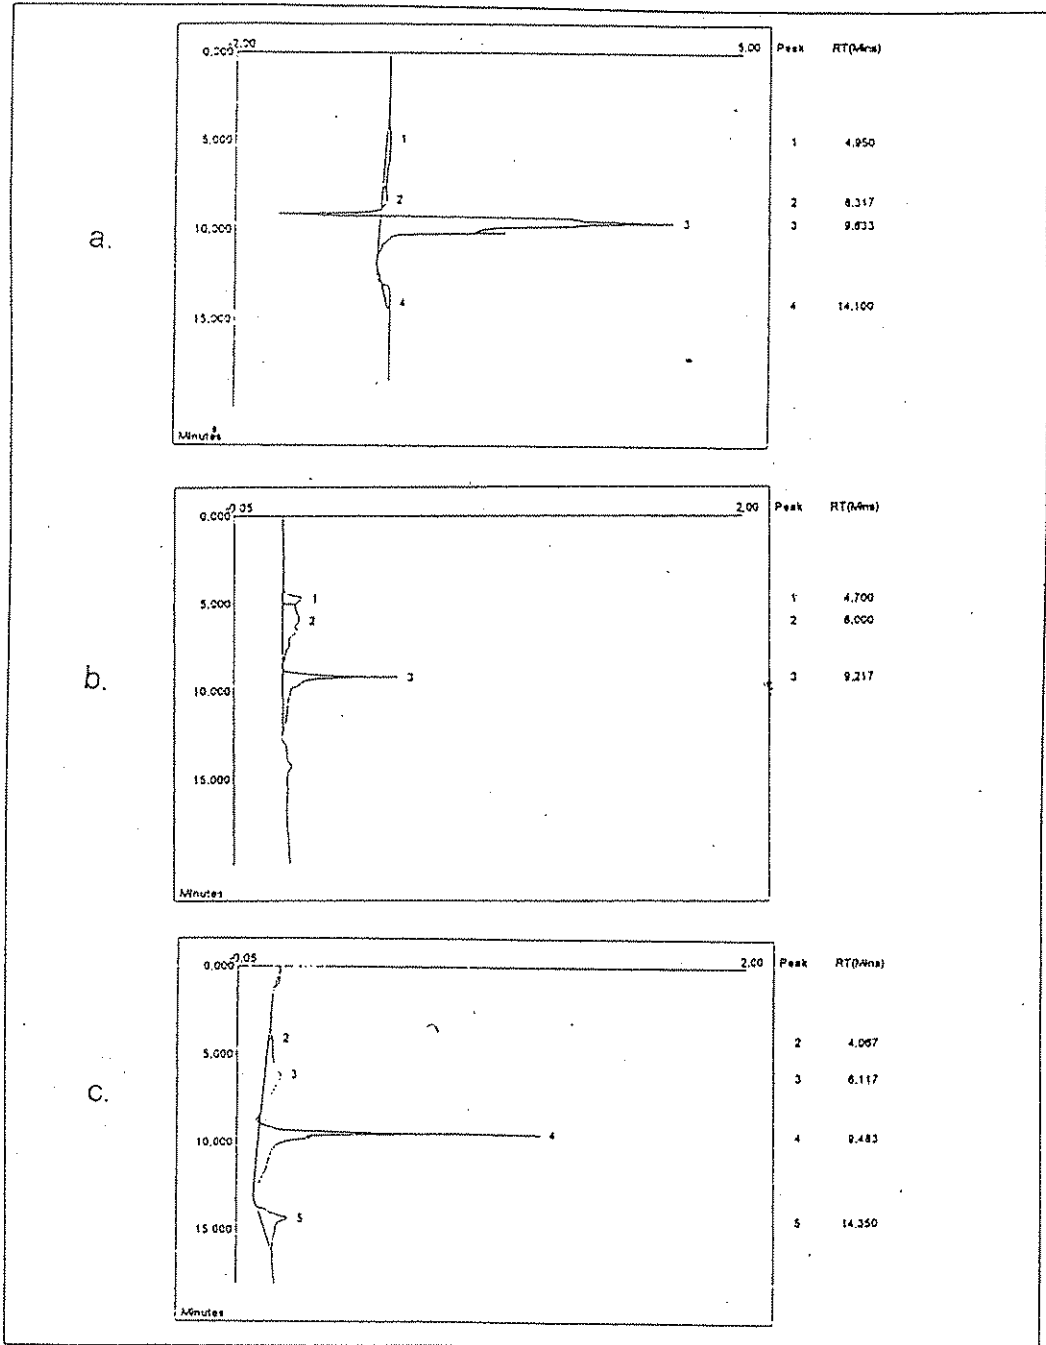 a.
0,000 -2.00 5.00 Peak RT(Mins)
5,000 1 1 4,950
2 2 8,317
10,000 3 3 9,633
4 4 14,100
15,000
Minutes
b.
0,000 -0.05 2.00 Peak RT(Mins)
5,000 1 1 4,700
2 2 6,000
3 3 9,217
10,000
15,000
Minutes
c.
0,000 -0.05 2.00 Peak RT(Mins)
2 2 4,067
5,000
3 3 6,117
10,000 4 4 9,483
5 5 14,350
15,000
Minutes